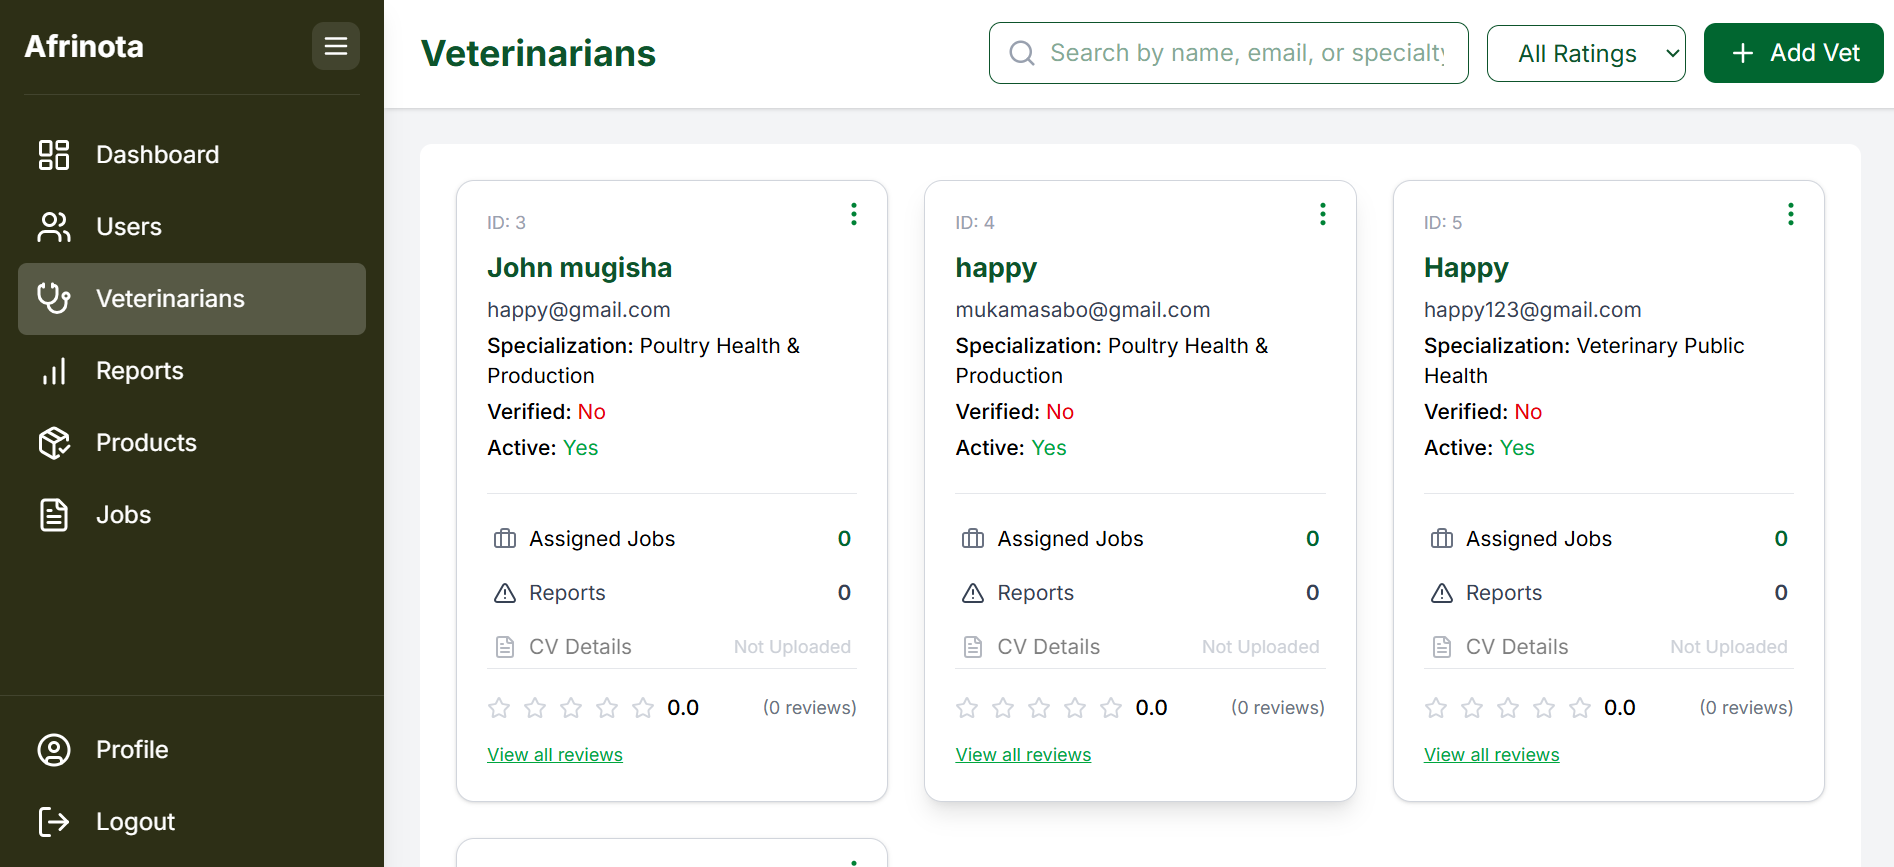 Afrinota
Dashboard
Users
Veterinarians
Reports
Products
Jobs
Profile
Logout
Veterinarians
Search by name, email, or specialty
All Ratings
Add Vet
ID: 3
John mugisha
happy@gmail.com
Specialization: Poultry Health &
Production
Verified: No
Active: Yes
Assigned Jobs 0
Reports 0
CV Details Not Uploaded
0.0 (0 reviews)
View all reviews
ID: 4
happy
mukamasabo@gmail.com
Specialization: Poultry Health &
Production
Verified: No
Active: Yes
Assigned Jobs 0
Reports 0
CV Details Not Uploaded
0.0 (0 reviews)
View all reviews
ID: 5
Happy
happy123@gmail.com
Specialization: Veterinary Public
Health
Verified: No
Active: Yes
Assigned Jobs 0
Reports 0
CV Details Not Uploaded
0.0 (0 reviews)
View all reviews